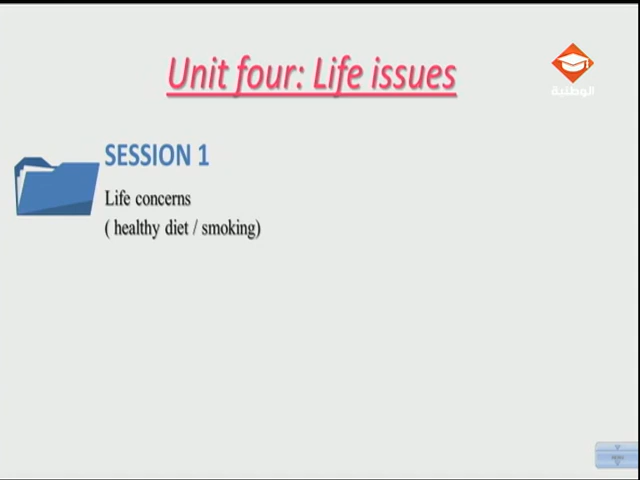 Unit four: Life issues
الوطنية
SESSION 1
Life concerns
( healthy diet / smoking)